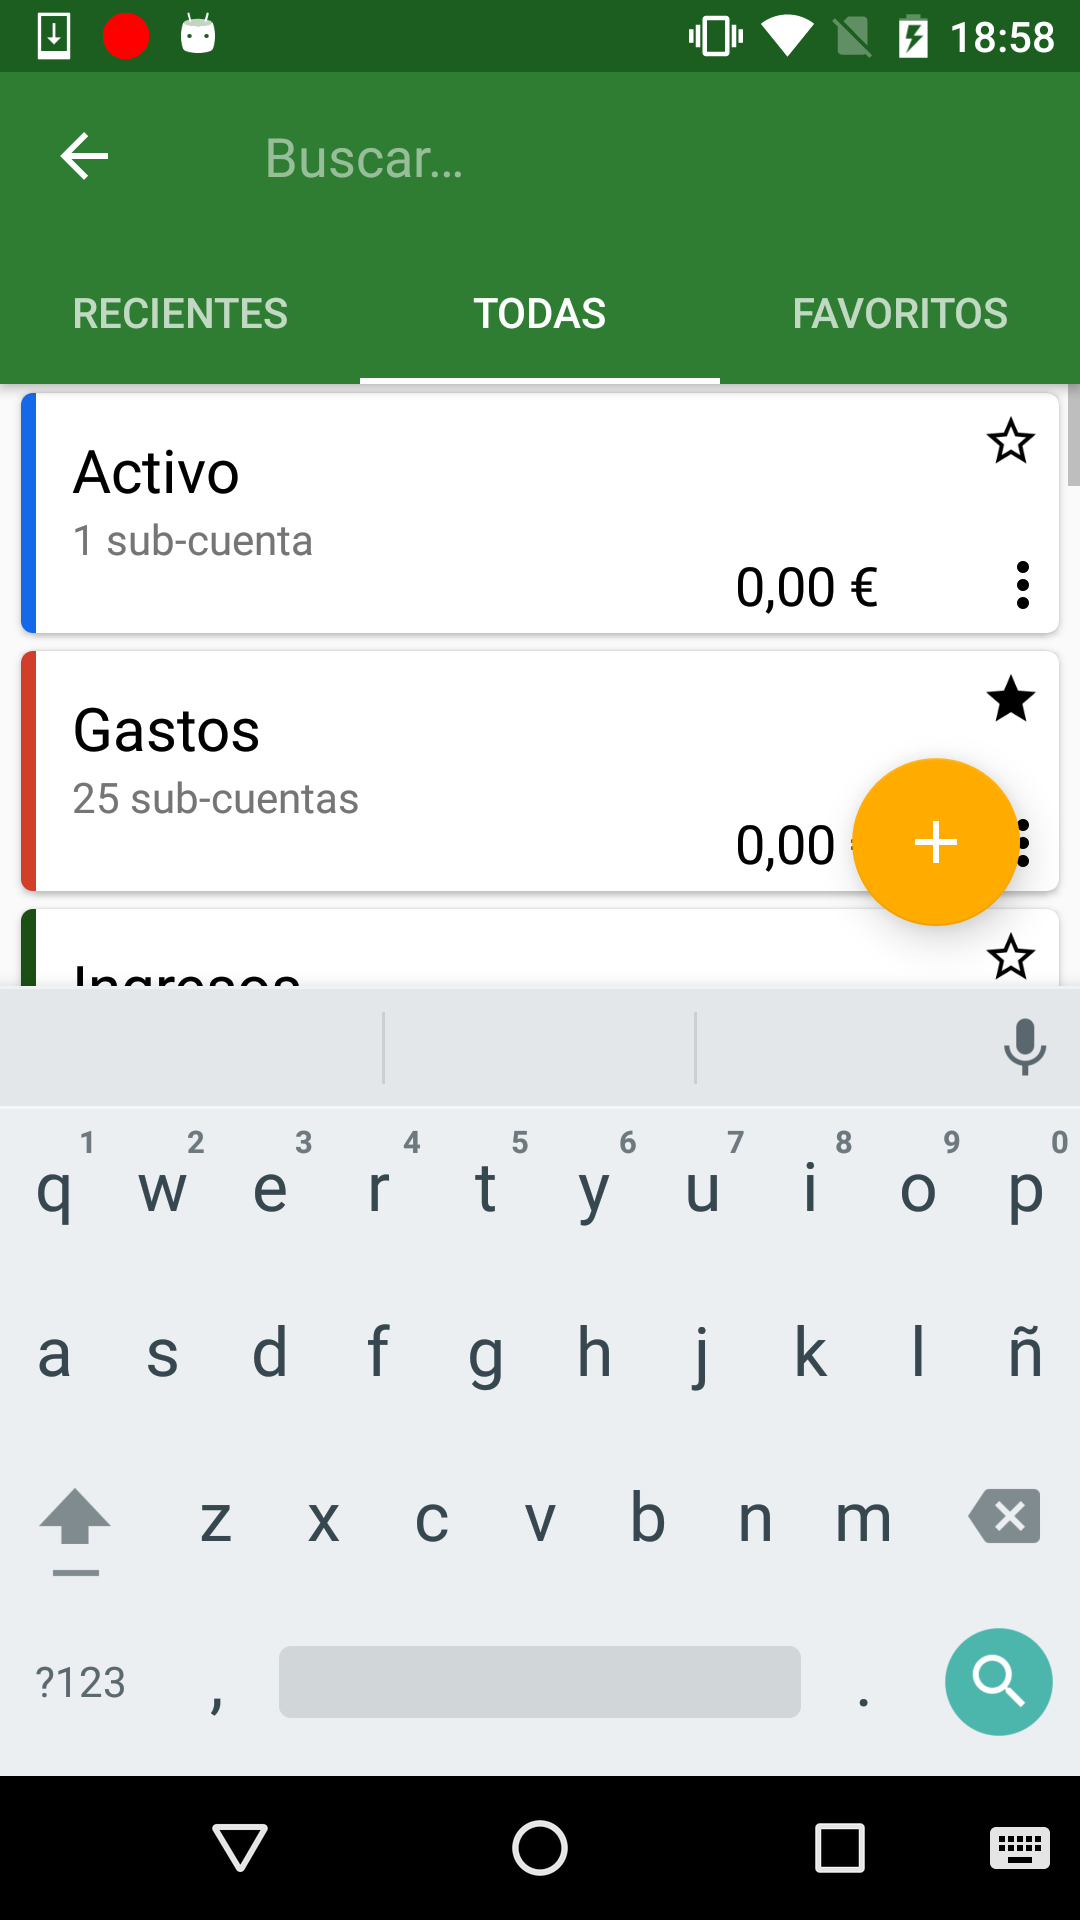 18:58
Buscar...
RECIENTES TODAS FAVORITOS
Activo
1 sub-cuenta
0,00 €
Gastos
25 sub-cuentas
0,00
Ingresos
1 2 3 4 5 6 7 8 9 0
q w e r t y u i o p
a s d f g h j k l ñ
z x c v b n m
?123 , .